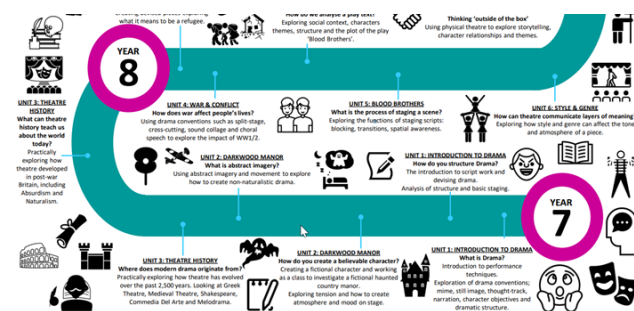 what it means to be a refugee.
How do we analyse a play text?
Exploring social context, characters
themes, structure and the plot of the play
'Blood Brothers'.
Thinking 'outside of the box'
Using physical theatre to explore storytelling,
character relationships and themes.
YEAR
8
UNIT 3: THEATRE
HISTORY
What can theatre
history teach us
about the world
today?
Practically
exploring how
theatre developed
in post-war
Britain, including
Absurdism and
Naturalism.
UNIT 4: WAR & CONFLICT
How does war affect people's lives?
Using drama conventions such as split-stage,
cross-cutting, sound collage and choral
speech to explore the impact of WW1/2.
UNIT 5: BLOOD BROTHERS
What is the process of staging a scene?
Exploring the functions of staging scripts:
blocking, transitions, spatial awareness.
UNIT 6: STYLE & GENRE
How can theatre communicate layers of meaning
Exploring how style and genre can affect the tone
and atmosphere of a piece.
UNIT 2: DARKWOOD MANOR
What is abstract imagery?
Using abstract imagery and movement to explore
how to create non-naturalistic drama.
UNIT 1: INTRODUCTION TO DRAMA
How do you structure Drama?
The introduction to script work and
devising drama.
Analysis of structure and basic staging.
YEAR
7
UNIT 3: THEATRE HISTORY
Where does modern drama originate from?
Practically exploring how theatre has evolved
over the past 2,500 years. Looking at Greek
Theatre, Medieval Theatre, Shakespeare,
Commedia Del Arte and Melodrama.
UNIT 2: DARKWOOD MANOR
How do you create a believable character?
Creating a fictional character and working
as a class to investigate a fictional haunted
country manor.
Exploring tension and how to create
atmosphere and mood on stage.
UNIT 1: INTRODUCTION TO DRAMA
What is Drama?
Introduction to performance
techniques.
Exploration of drama conventions;
mime, still image, thought-track,
narration, character objectives and
dramatic structure.